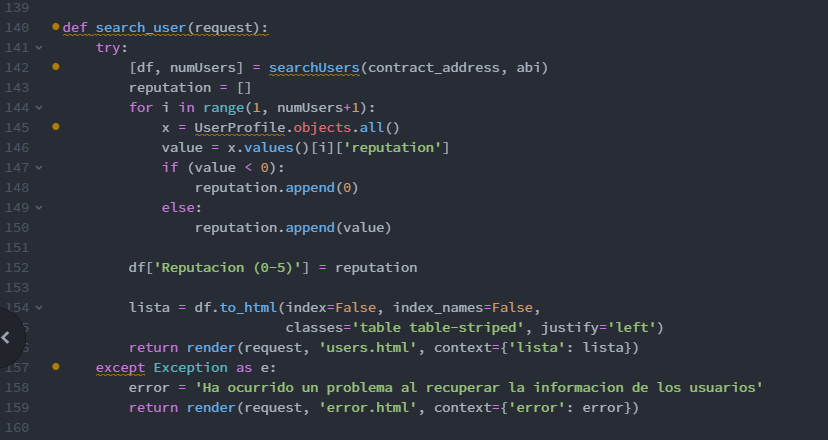 139
140 def search_user(request):
141 try:
142 [df, numUsers] = searchUsers(contract_address, abi)
143 reputation = []
144 for i in range(1, numUsers+1):
145 x = UserProfile.objects.all()
146 value = x.values()[i]['reputation']
147 if (value < 0):
148 reputation.append(0)
149 else:
150 reputation.append(value)
151
152 df['Reputacion (0-5)'] = reputation
153
154 lista = df.to_html(index=False, index_names=False,
classes='table table-striped', justify='left')
return render(request, 'users.html', context={'lista': lista})
157 except Exception as e:
158 error = 'Ha ocurrido un problema al recuperar la informacion de los usuarios'
159 return render(request, 'error.html', context={'error': error})
160